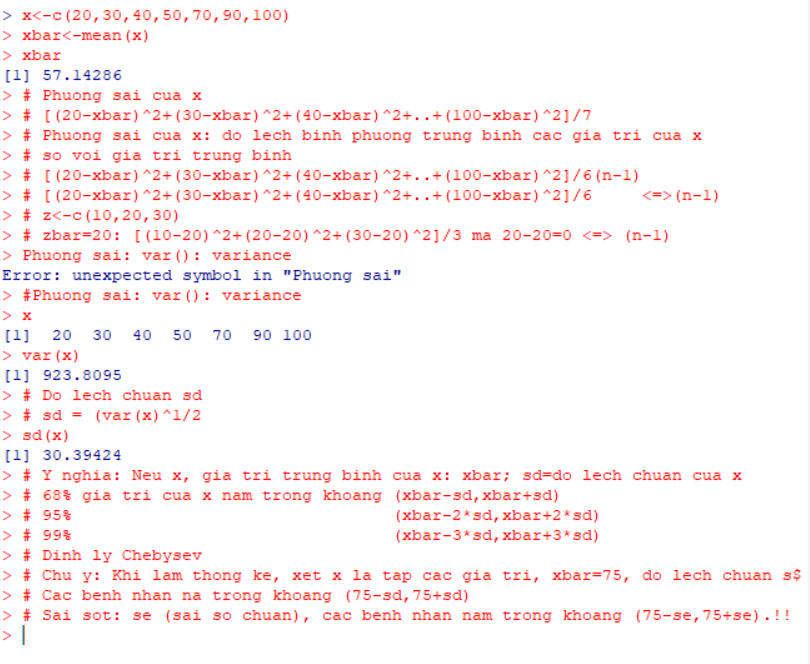 > x<-c(20,30,40,50,70,90,100)
> xbar<-mean(x)
> xbar
[1] 57.14286
> # Phuong sai cua x
> # [(20-xbar)^2+(30-xbar)^2+(40-xbar)^2+..+(100-xbar)^2]/7
> # Phuong sai cua x: do lech binh phuong trung binh cac gia tri cua x
> # so voi gia tri trung binh
> # [(20-xbar)^2+(30-xbar)^2+(40-xbar)^2+..+(100-xbar)^2]/6(n-1)
> # [(20-xbar)^2+(30-xbar)^2+(40-xbar)^2+..+(100-xbar)^2]/6     <=>(n-1)
> # z<-c(10,20,30)
> # zbar=20: [(10-20)^2+(20-20)^2+(30-20)^2]/3 ma 20-20=0 <=> (n-1)
> Phuong sai: var(): variance
Error: unexpected symbol in "Phuong sai"
> #Phuong sai: var(): variance
> x
[1]  20  30  40  50  70  90 100
> var(x)
[1] 923.8095
> # Do lech chuan sd
> # sd = (var(x)^1/2
> sd(x)
[1] 30.39424
> # Y nghia: Neu x, gia tri trung binh cua x: xbar; sd=do lech chuan cua x
> # 68% gia tri cua x nam trong khoang (xbar-sd,xbar+sd)
> # 95%                                (xbar-2*sd,xbar+2*sd)
> # 99%                                (xbar-3*sd,xbar+3*sd)
> # Dinh ly Chebysev
> # Chu y: Khi lam thong ke, xet x la tap cac gia tri, xbar=75, do lech chuan s$
> # Cac benh nhan na trong khoang (75-sd,75+sd)
> # Sai sot: se (sai so chuan), cac benh nhan nam trong khoang (75-se,75+se).!!
>